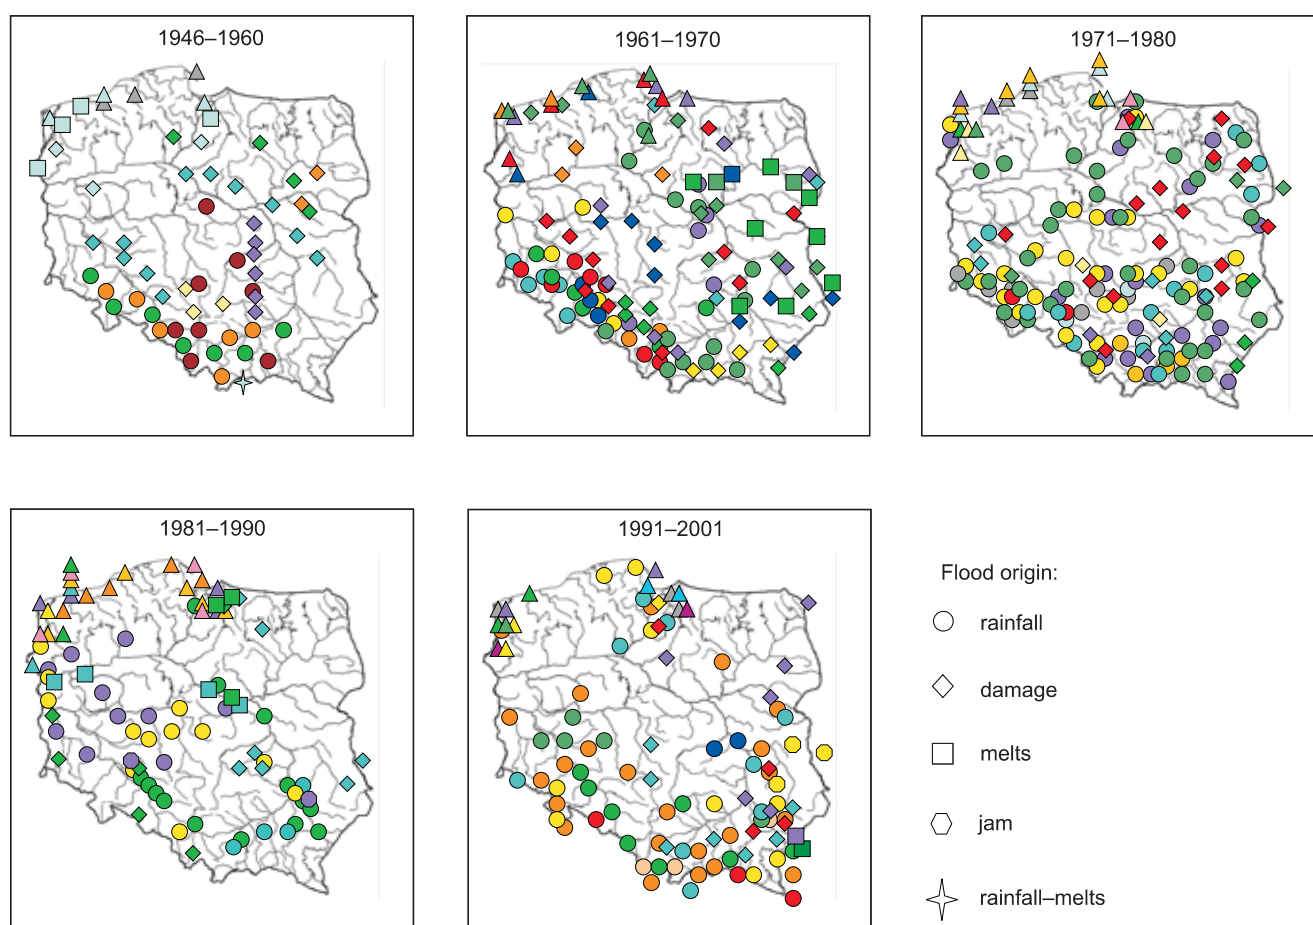 1946–1960
1961–1970
1971–1980
1981–1990
1991–2001
Flood origin:
rainfall
damage
melts
jam
rainfall–melts